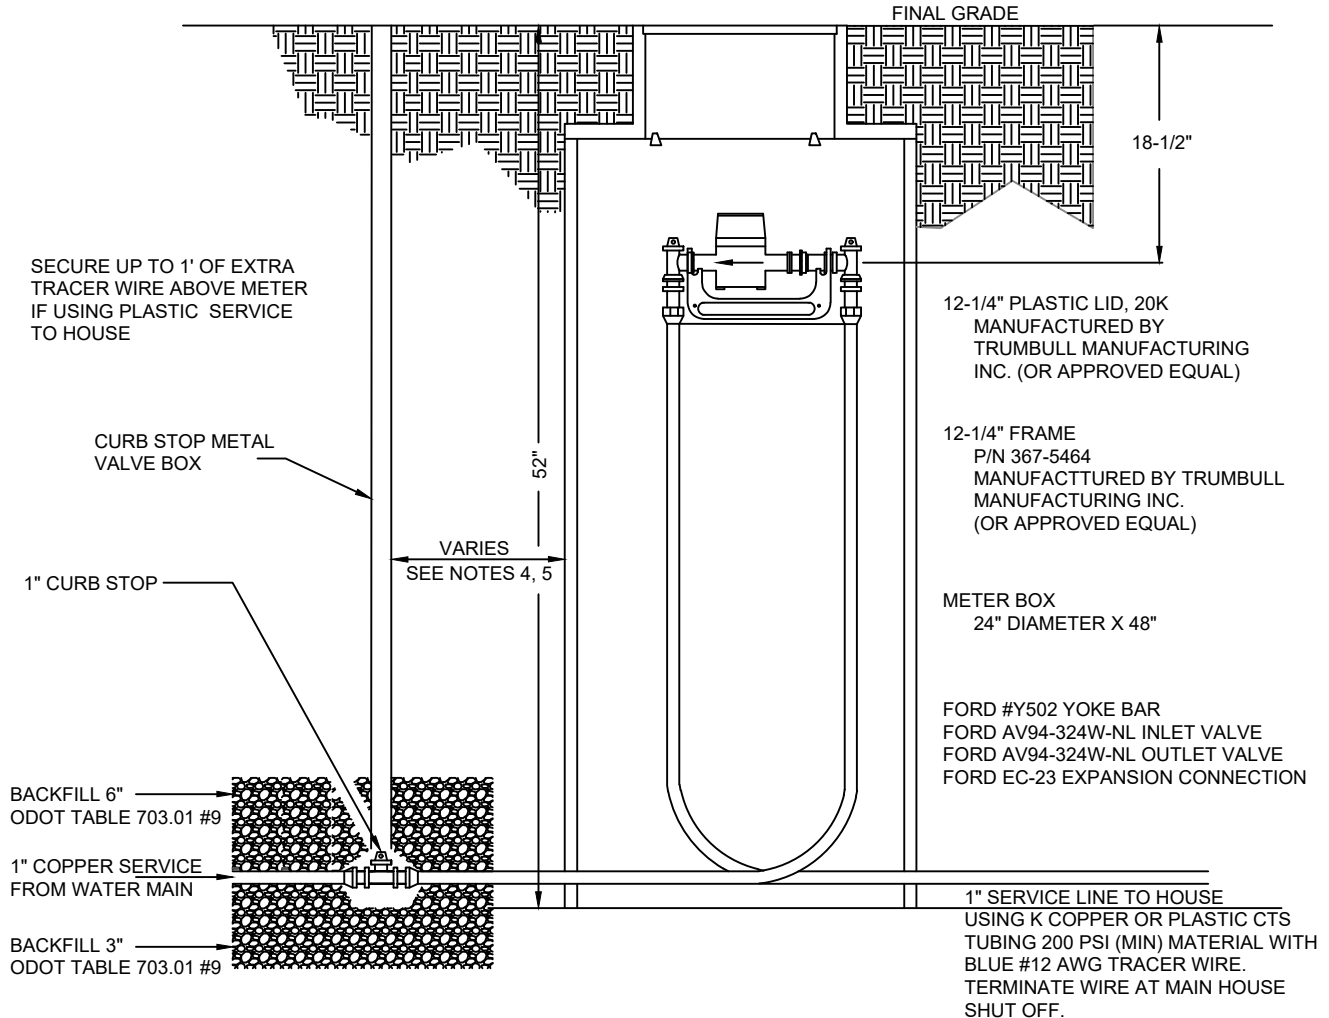 FINAL GRADE
18-1/2"
SECURE UP TO 1' OF EXTRA
TRACER WIRE ABOVE METER
IF USING PLASTIC SERVICE
TO HOUSE
12-1/4" PLASTIC LID, 20K
MANUFACTURED BY
TRUMBULL MANUFACTURING
INC. (OR APPROVED EQUAL)
CURB STOP METAL
VALVE BOX
52"
12-1/4" FRAME
P/N 367-5464
MANUFACTTURED BY TRUMBULL
MANUFACTURING INC.
(OR APPROVED EQUAL)
VARIES
SEE NOTES 4, 5
1" CURB STOP
METER BOX
24" DIAMETER X 48"
FORD #Y502 YOKE BAR
FORD AV94-324W-NL INLET VALVE
FORD AV94-324W-NL OUTLET VALVE
FORD EC-23 EXPANSION CONNECTION
BACKFILL 6"
ODOT TABLE 703.01 #9
1" COPPER SERVICE
FROM WATER MAIN
BACKFILL 3"
ODOT TABLE 703.01 #9
1" SERVICE LINE TO HOUSE
USING K COPPER OR PLASTIC CTS
TUBING 200 PSI (MIN) MATERIAL WITH
BLUE #12 AWG TRACER WIRE.
TERMINATE WIRE AT MAIN HOUSE
SHUT OFF.